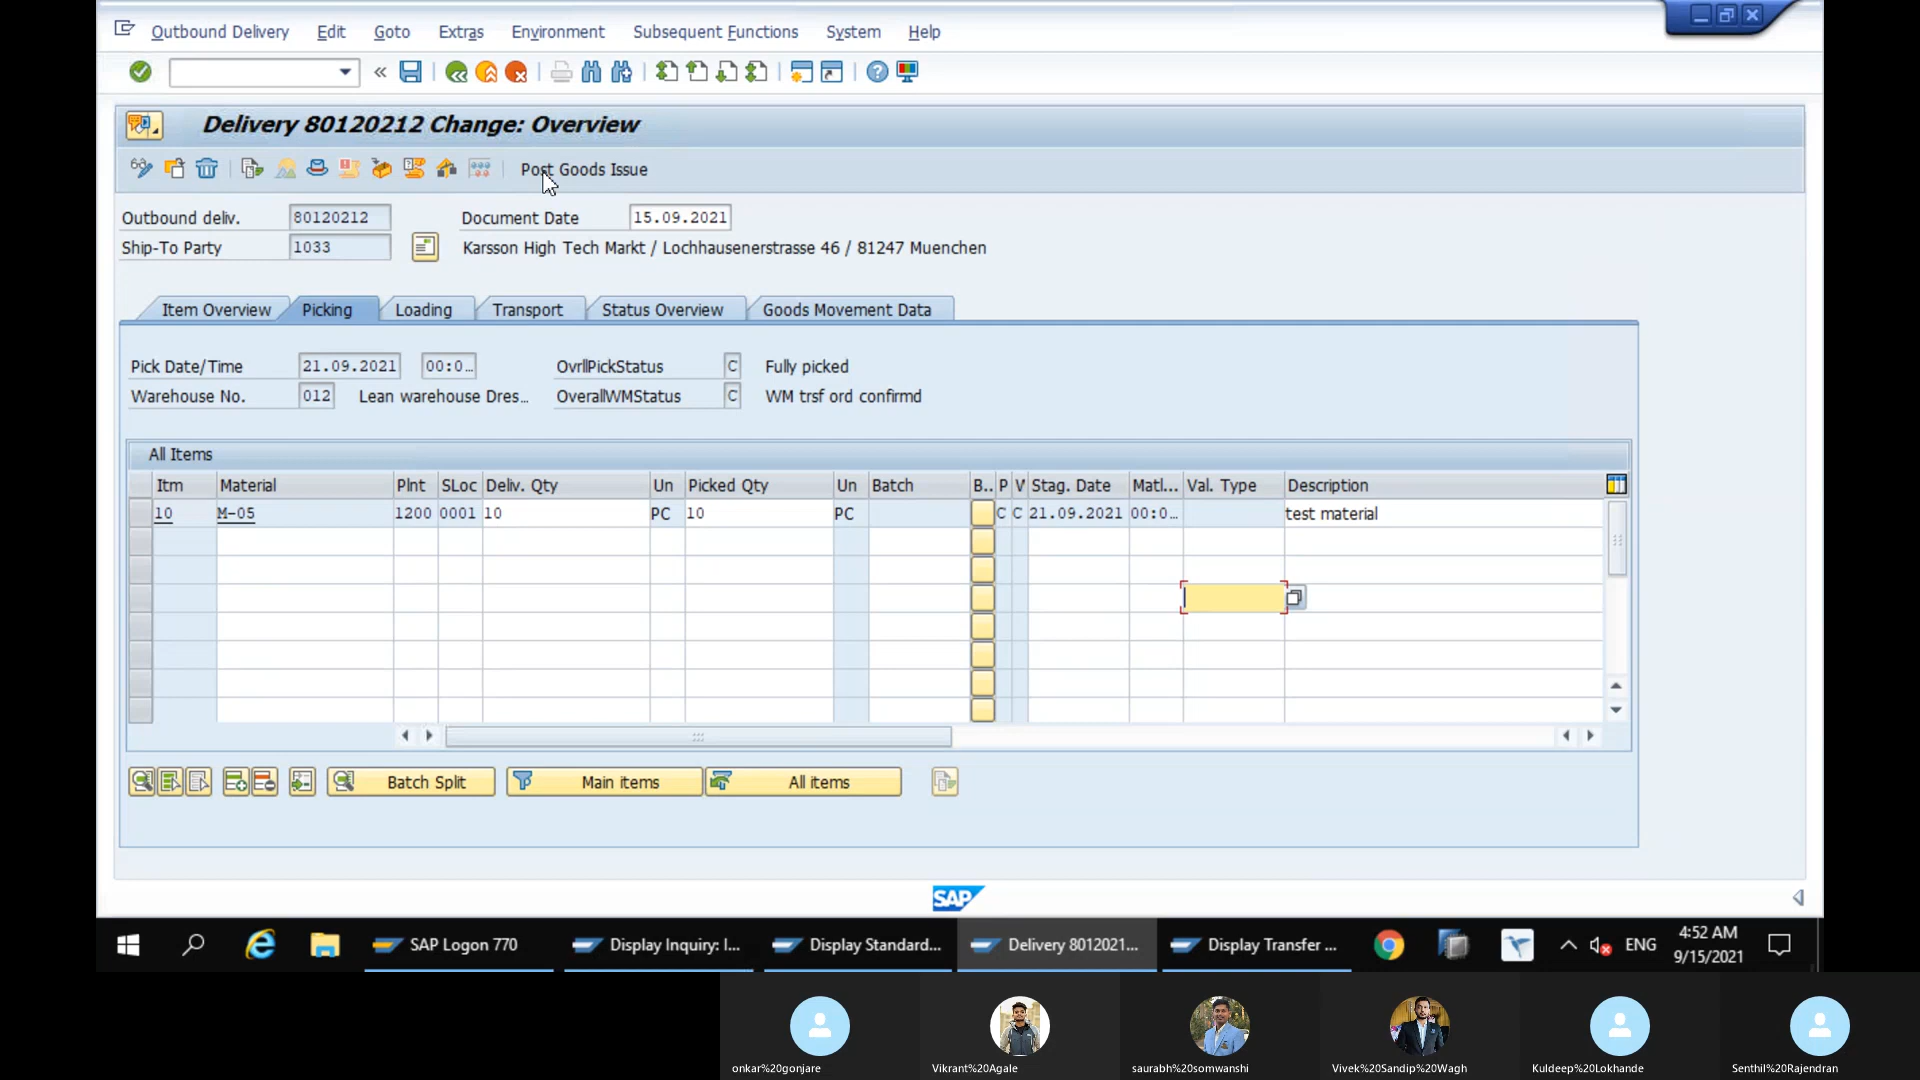 Outbound Delivery Edit Goto Extras Environment Subsequent Functions System Help
Delivery 80120212 Change: Overview
Post Goods Issue
Outbound deliv. 80120212 Document Date 15.09.2021
Ship-To Party 1033 Karsson High Tech Markt / Lochhausenerstrasse 46 / 81247 Muenchen
Item Overview Picking Loading Transport Status Overview Goods Movement Data
Pick Date/Time 21.09.2021 00:0… OvrllPickStatus C Fully picked
Warehouse No. 012 Lean warehouse Dres… OverallWMStatus C WM trsf ord confirmd
All Items
Itm Material Plnt SLoc Deliv. Qty Un Picked Qty Un Batch B.. P V Stag. Date Matl... Val. Type Description
10 M-05 1200 0001 10 PC 10 PC C C 21.09.2021 00:0… test material
Batch Split Main items All items
SAP
SAP Logon 770 Display Inquiry: I... Display Standard... Delivery 8012021... Display Transfer ... ENG 4:52 AM
9/15/2021
onkar%20gonjare Vikrant%20Agale saurabh%20somwanshi Vivek%20Sandip%20Wagh Kuldeep%20Lokhande Senthil%20Rajendran